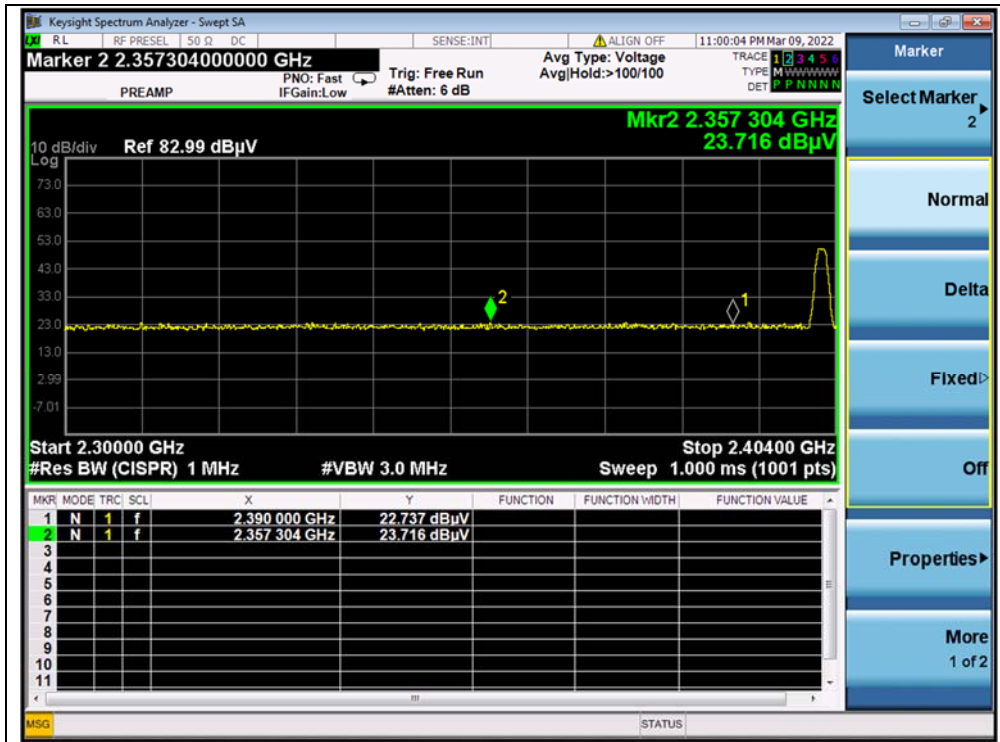 Keysight Spectrum Analyzer - Swept SA
LXI RL RF PRESEL 50 Ω DC SENSE:INT ALIGN OFF 11:00:04 PM Mar 09, 2022
Marker 2 2.357304000000 GHz
PREAMP
PNO: Fast
IFGain:Low
Trig: Free Run
#Atten: 6 dB
Avg Type: Voltage
Avg|Hold:>100/100
TRACE 1 2 3 4 5 6
TYPE M WWWWW
DET P P N N N N
Mkr2 2.357 304 GHz
23.716 dBµV
10 dB/div Ref 82.99 dBµV
Log
73.0
63.0
53.0
43.0
33.0
23.0
13.0
2.99
-7.01
2
1
Start 2.30000 GHz Stop 2.40400 GHz
#Res BW (CISPR) 1 MHz #VBW 3.0 MHz Sweep 1.000 ms (1001 pts)
MKR MODE TRC SCL X Y FUNCTION FUNCTION WIDTH FUNCTION VALUE
1 N 1 f 2.390 000 GHz 22.737 dBµV
2 N 1 f 2.357 304 GHz 23.716 dBµV
3
4
5
6
7
8
9
10
11
MSG STATUS
Marker
Select Marker
2
Normal
Delta
Fixed
Off
Properties
More
1 of 2